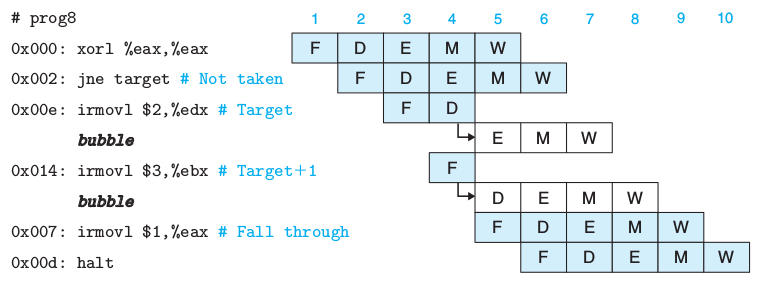 # prog8 1 2 3 4 5 6 7 8 9 10
0x000: xorl %eax,%eax F D E M W
0x002: jne target # Not taken F D E M W
0x00e: irmovl $2,%edx # Target F D
bubble E M W
0x014: irmovl $3,%ebx # Target+1 F
bubble D E M W
0x007: irmovl $1,%eax # Fall through F D E M W
0x00d: halt F D E M W